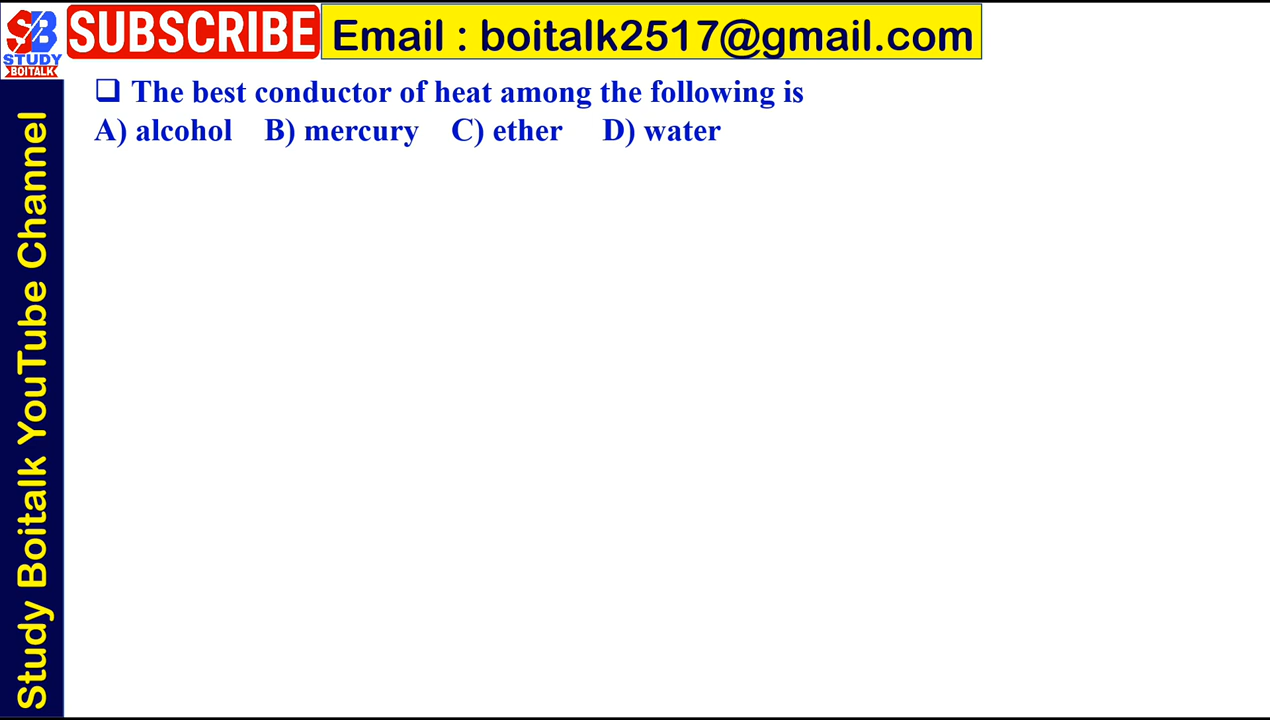 SB SUBSCRIBE Email : boitalk2517@gmail.com
STUDY
BOITALK
❑ The best conductor of heat among the following is
A) alcohol B) mercury C) ether D) water
Study Boitalk YouTube Channel